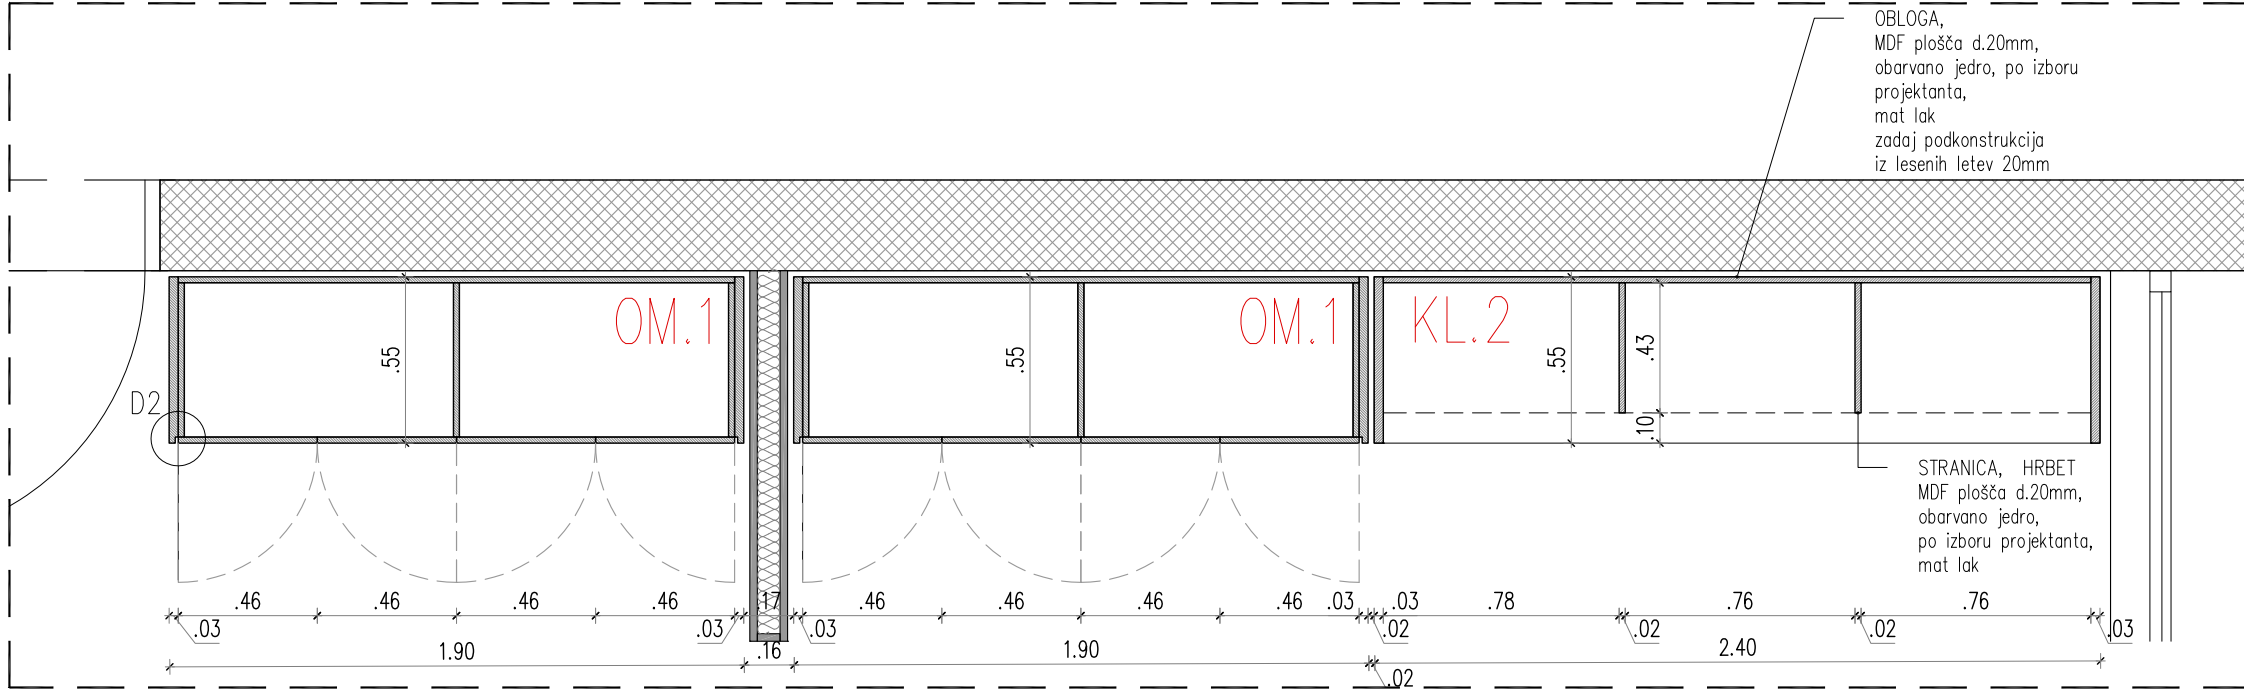 OBLOGA,
MDF plošča d.20mm,
obarvano jedro, po izboru
projektanta,
mat lak
zadaj podkonstrukcija
iz lesenih letev 20mm
OM.1
OM.1
KL.2
.55
.55
.55
.43
.10
D2
STRANICA, HRBET
MDF plošča d.20mm,
obarvano jedro,
po izboru projektanta,
mat lak
.46 .46 .46 .46 .17 .46 .46 .46 .46 .03 .03 .78 .76 .76
.03 .03 .03 .02 .02 .02 .03
1.90 .16 1.90 2.40
.02